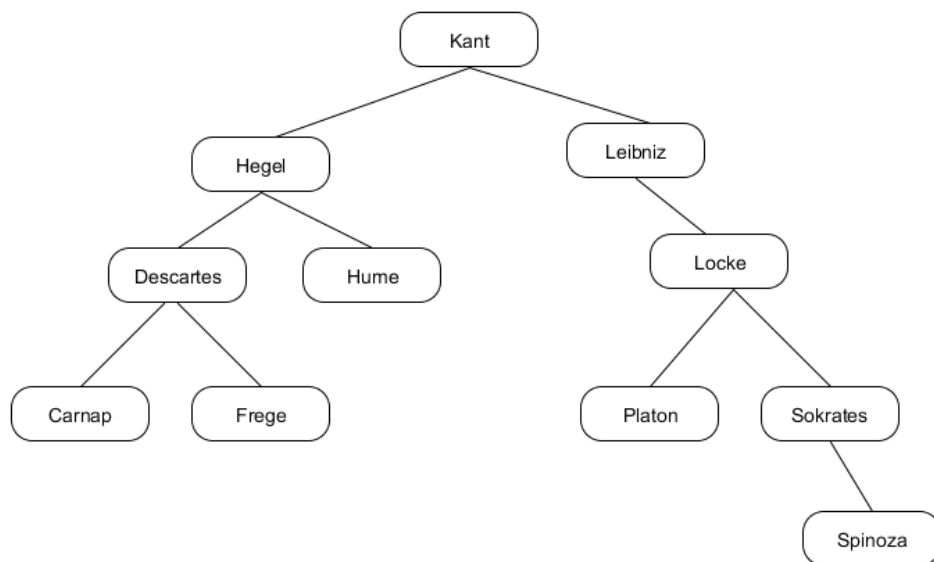 Kant
Hegel
Leibniz
Descartes
Hume
Locke
Carnap
Frege
Platon
Sokrates
Spinoza